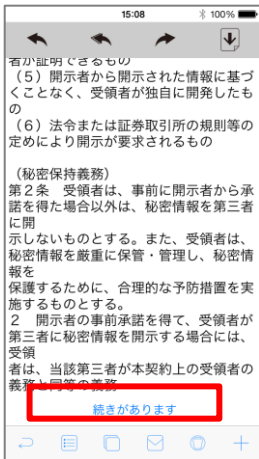 15:08 100%
者が証明できるもの
（5）開示者から開示された情報に基づ
くことなく、受領者が独自に開発したも
の
（6）法令または証券取引所の規則等の
定めにより開示が要求されるもの
（秘密保持義務）
第2条　受領者は、事前に開示者から承
諾を得た場合以外は、秘密情報を第三者
に開
示しないものとする。また、受領者は、
秘密情報を厳重に保管・管理し、秘密情
報を
保護するために、合理的な予防措置を実
施するものとする。
2　開示者の事前承諾を得て、受領者が
第三者に秘密情報を開示する場合には、
受領
者は、当該第三者が本契約上の受領者の
義務と同等の義務
続きがあります